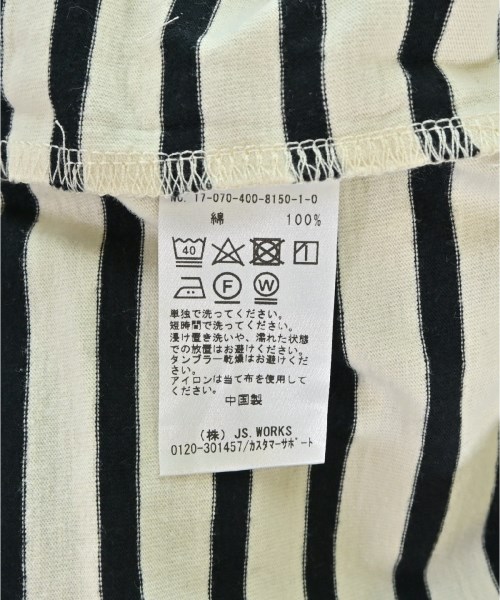 NO. 17-070-400-8150-1-0
綿 100%
40
F W
単独で洗ってください。
短時間で洗ってください。
浸け置き洗いや、濡れた状態
での放置はお避けください。
タンブラー乾燥はお避けくだ
さい。
アイロンは当て布を使用して
ください。
中国製
(株) JS.WORKS
0120-301457/カスタマーサポート